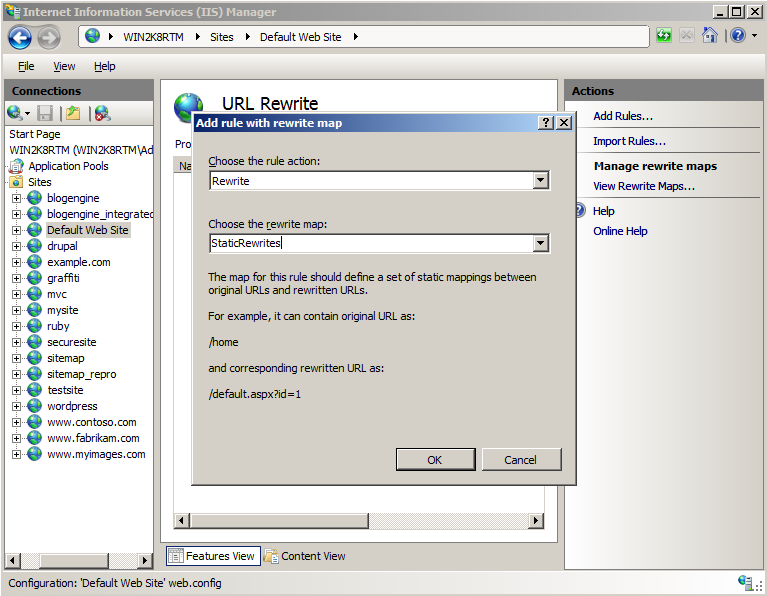 Internet Information Services (IIS) Manager
WIN2K8RTM Sites Default Web Site
File View Help
Connections
Start Page
WIN2K8RTM (WIN2K8RTM\Ad
Application Pools
Sites
blogengine
blogengine_integrated
Default Web Site
drupal
example.com
graffiti
mvc
mysite
ruby
securesite
sitemap
sitemap_repro
testsite
wordpress
www.contoso.com
www.fabrikam.com
www.myimages.com
URL Rewrite
Pro
Na
Add rule with rewrite map
Choose the rule action:
Rewrite
Choose the rewrite map:
StaticRewrites
The map for this rule should define a set of static mappings between
original URLs and rewritten URLs.
For example, it can contain original URL as:
/home
and corresponding rewritten URL as:
/default.aspx?id=1
OK Cancel
Features View Content View
Actions
Add Rules...
Import Rules...
Manage rewrite maps
View Rewrite Maps...
Help
Online Help
Configuration: 'Default Web Site' web.config